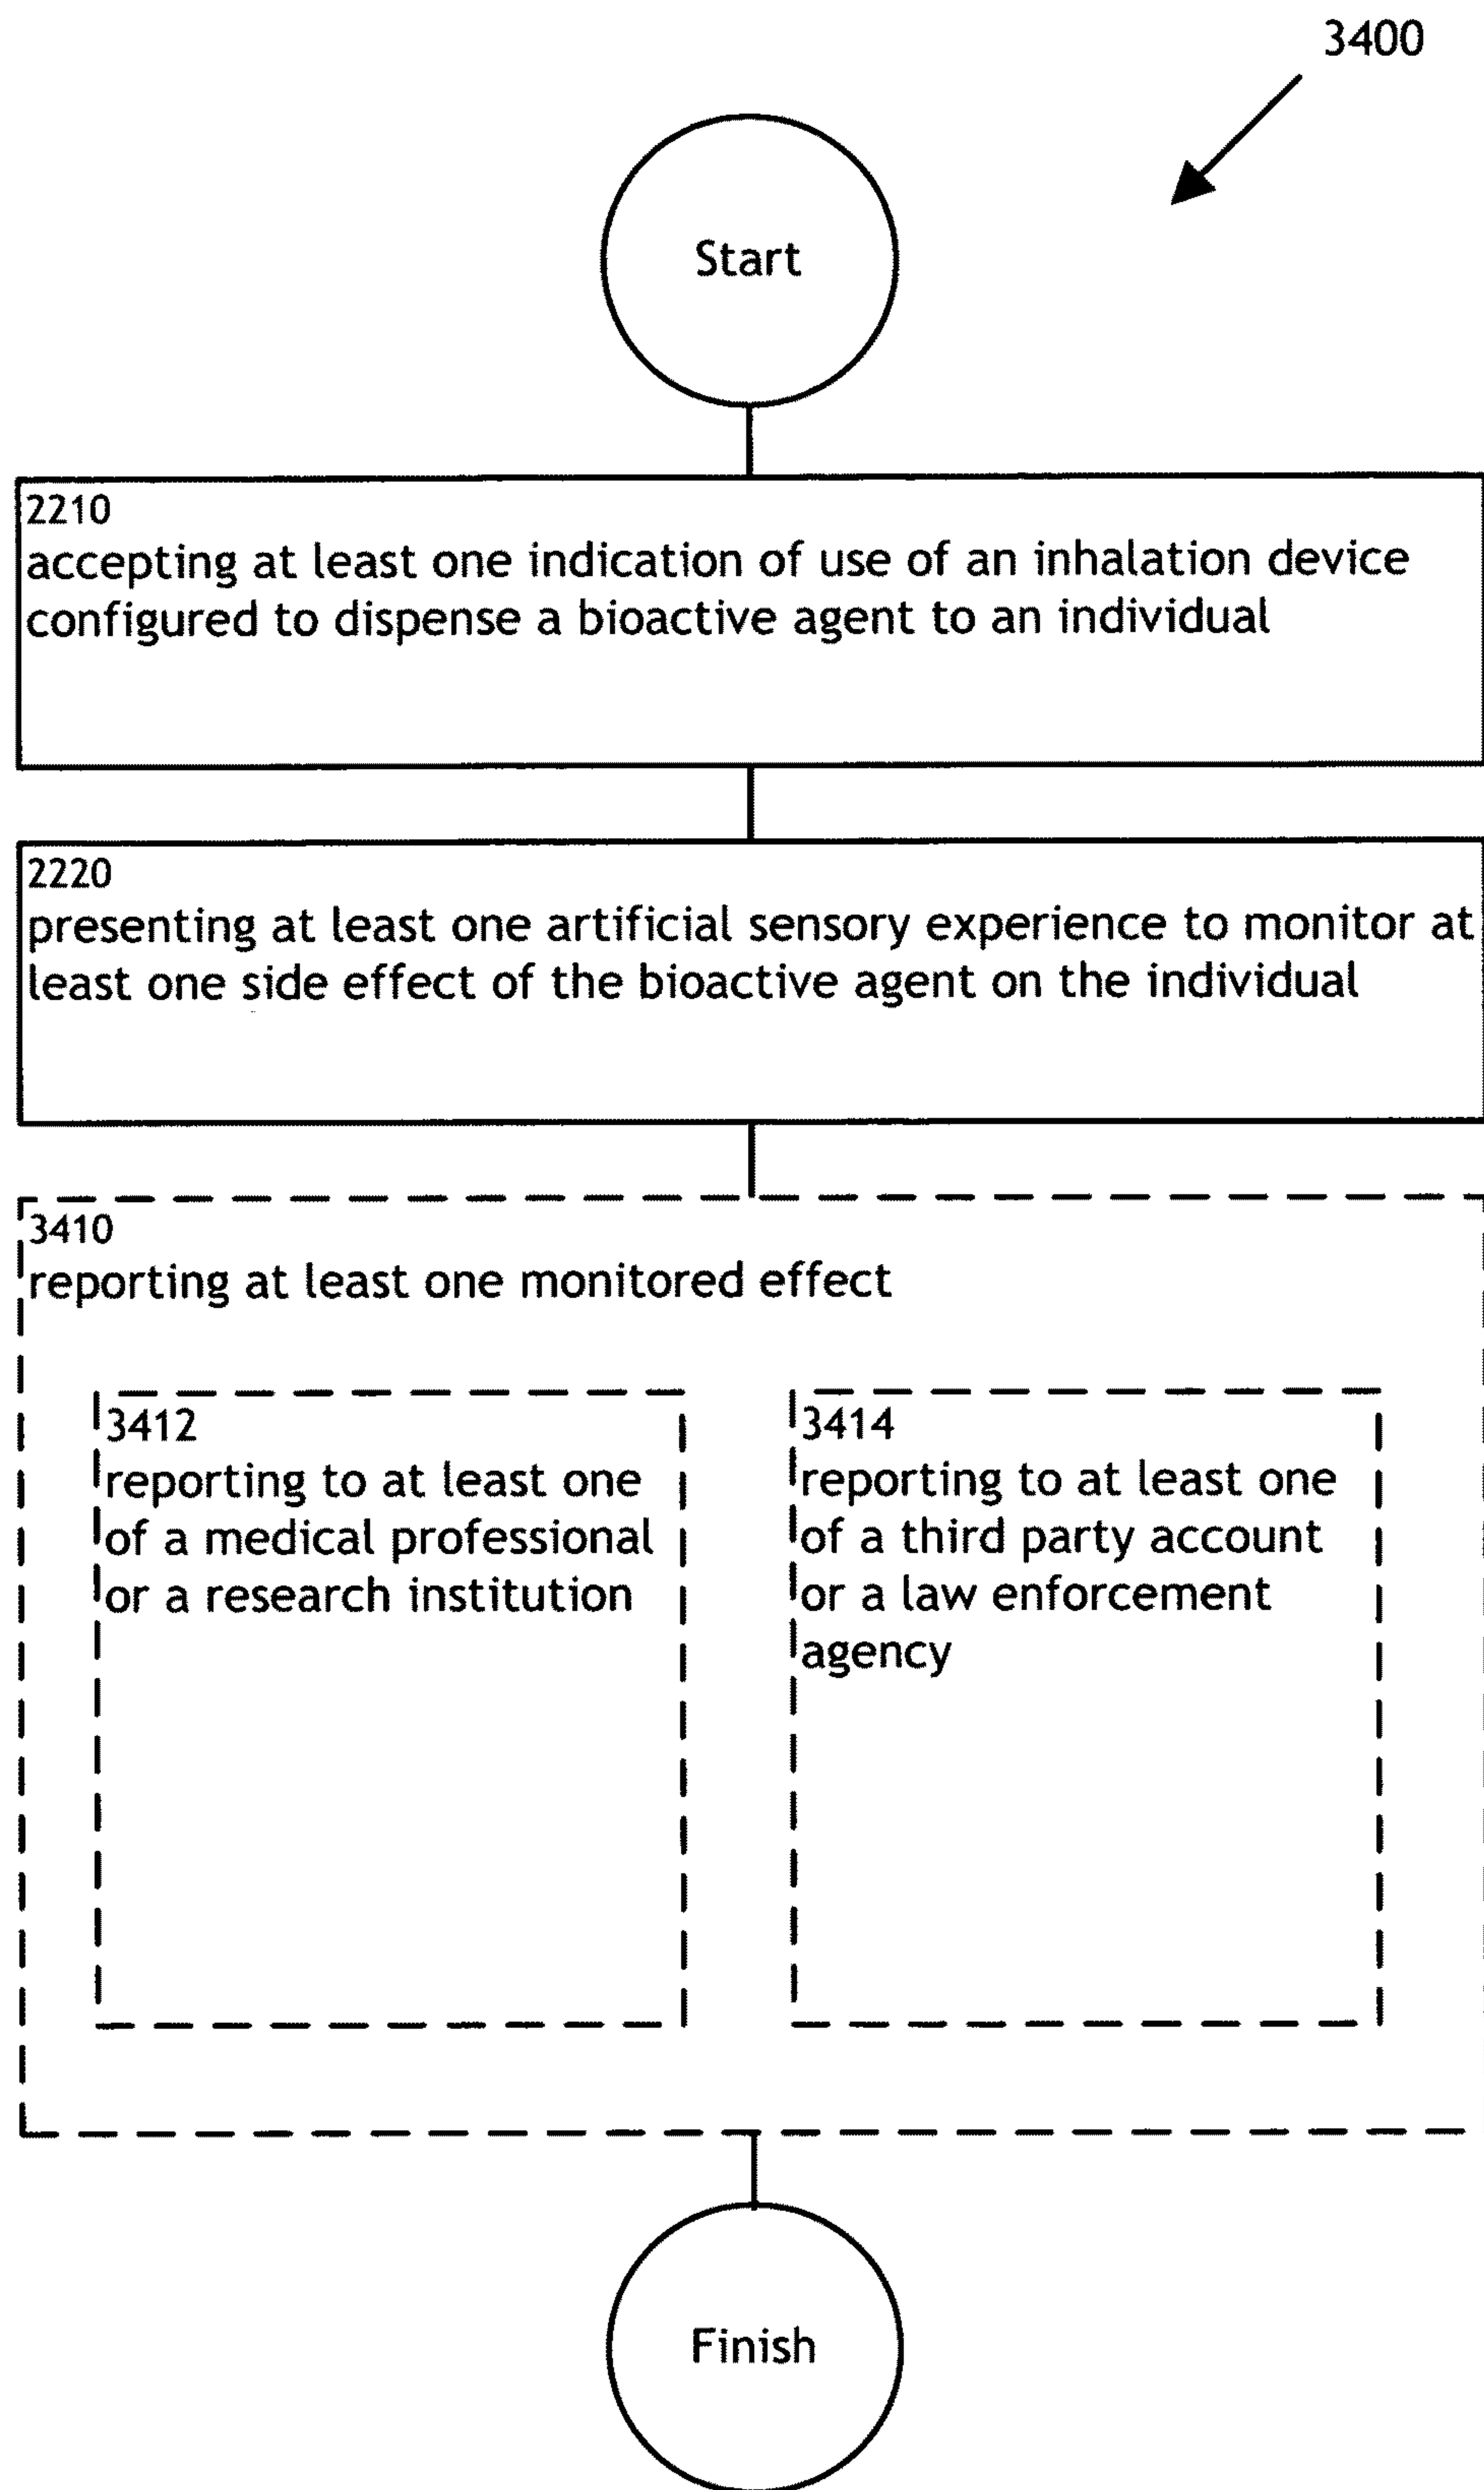 3400
Start
2210
accepting at least one indication of use of an inhalation device
configured to dispense a bioactive agent to an individual
2220
presenting at least one artificial sensory experience to monitor at
least one side effect of the bioactive agent on the individual
3410
reporting at least one monitored effect
3412
reporting to at least one
of a medical professional
or a research institution
3414
reporting to at least one
of a third party account
or a law enforcement
agency
Finish